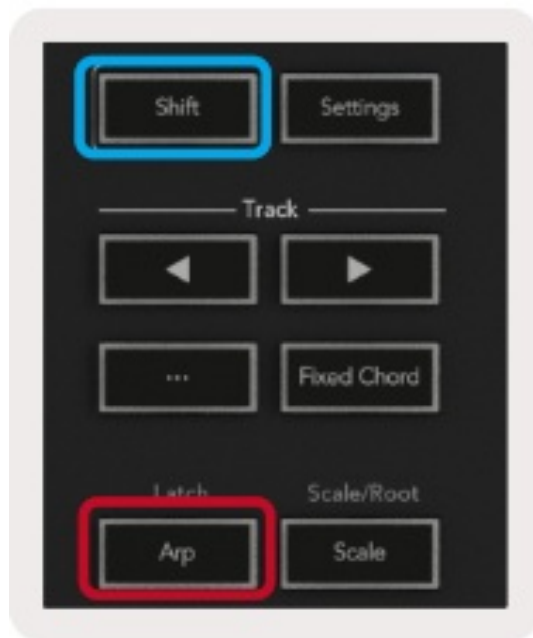 Shift Settings
Track
◀ ▶
... Fixed Chord
Latch Scale/Root
Arp Scale